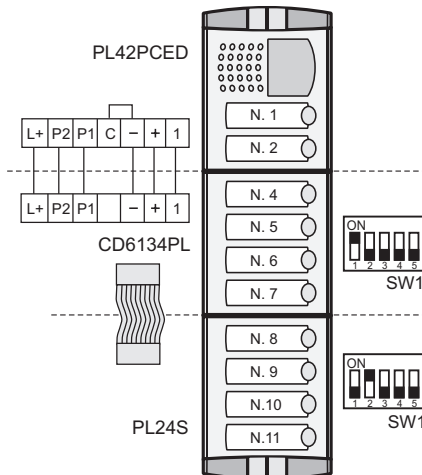 PL42PCED
N. 1
L+ P2 P1 C – + 1
N. 2
L+ P2 P1 – + 1
N. 4
N. 5
ON
CD6134PL
N. 6
1 2 3 4 5
N. 7
SW1
N. 8
N. 9
ON
N.10
1 2 3 4 5
PL24S
N.11
SW1